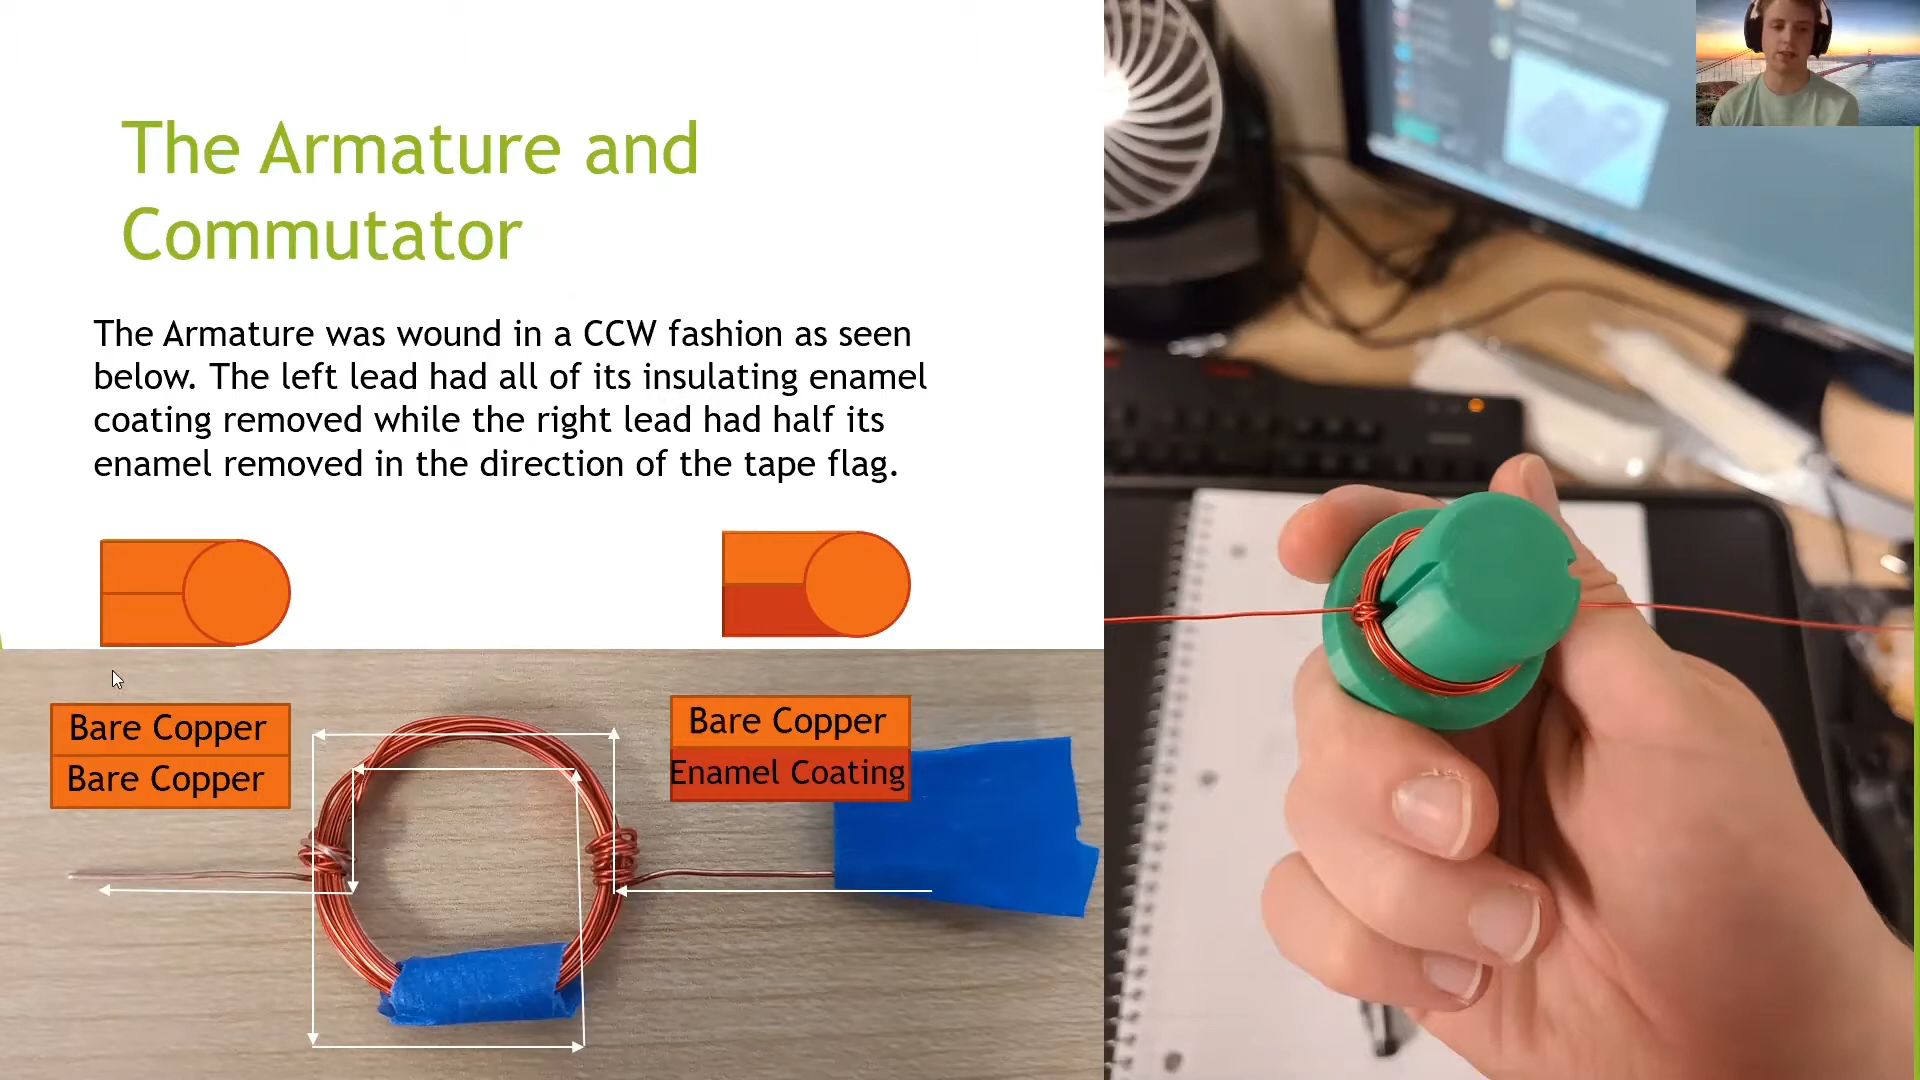 The Armature and
Commutator
The Armature was wound in a CCW fashion as seen
below. The left lead had all of its insulating enamel
coating removed while the right lead had half its
enamel removed in the direction of the tape flag.
Bare Copper
Bare Copper
Bare Copper
Enamel Coating